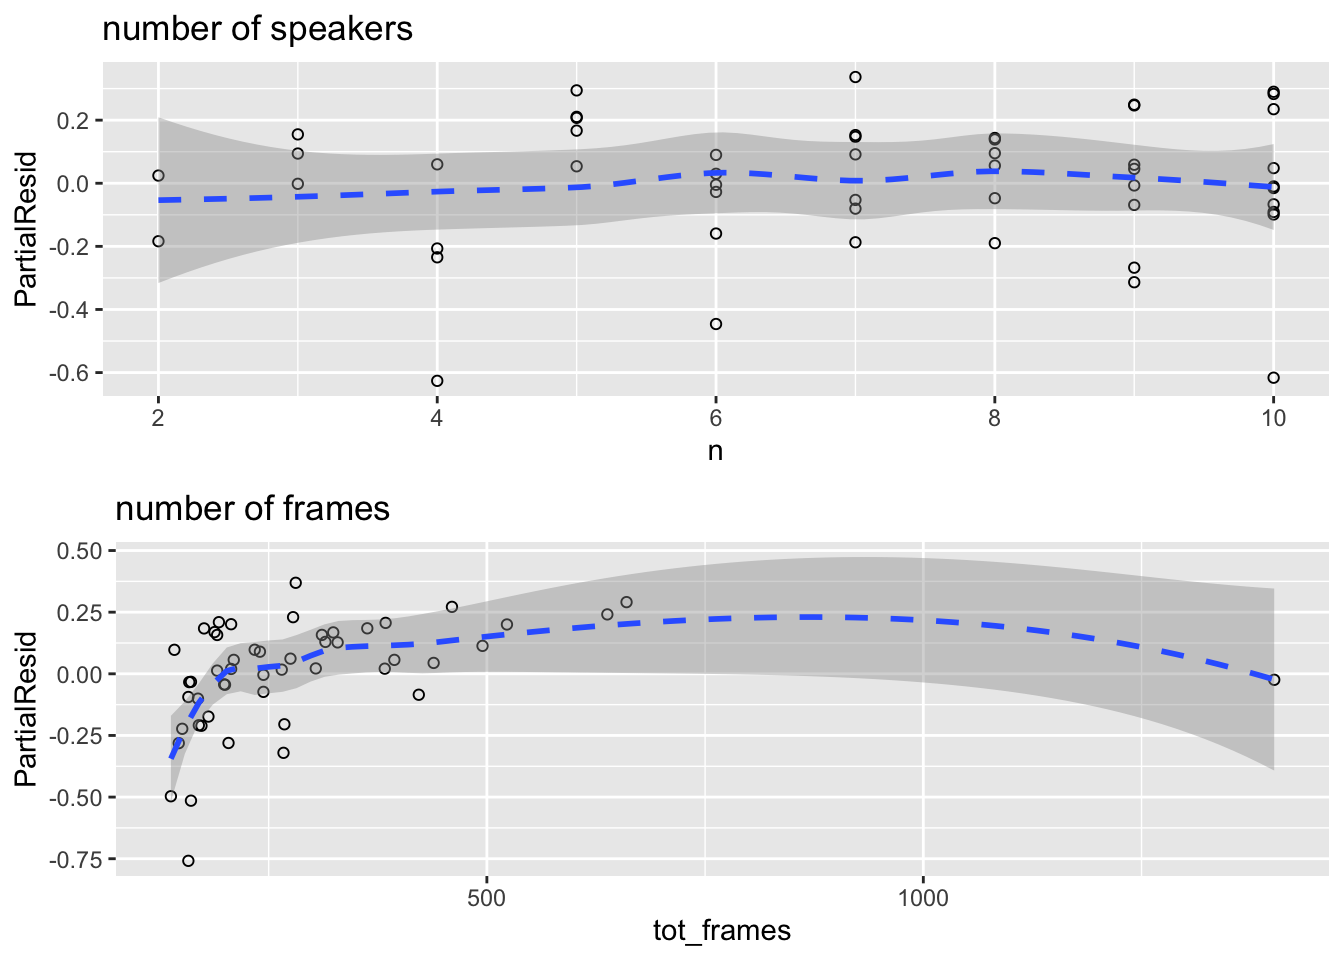 number of speakers
PartialResid
0.2
0.0
-0.2
-0.4
-0.6
2 4 6 8 10
n
number of frames
PartialResid
0.50
0.25
0.00
-0.25
-0.50
-0.75
500 1000
tot_frames